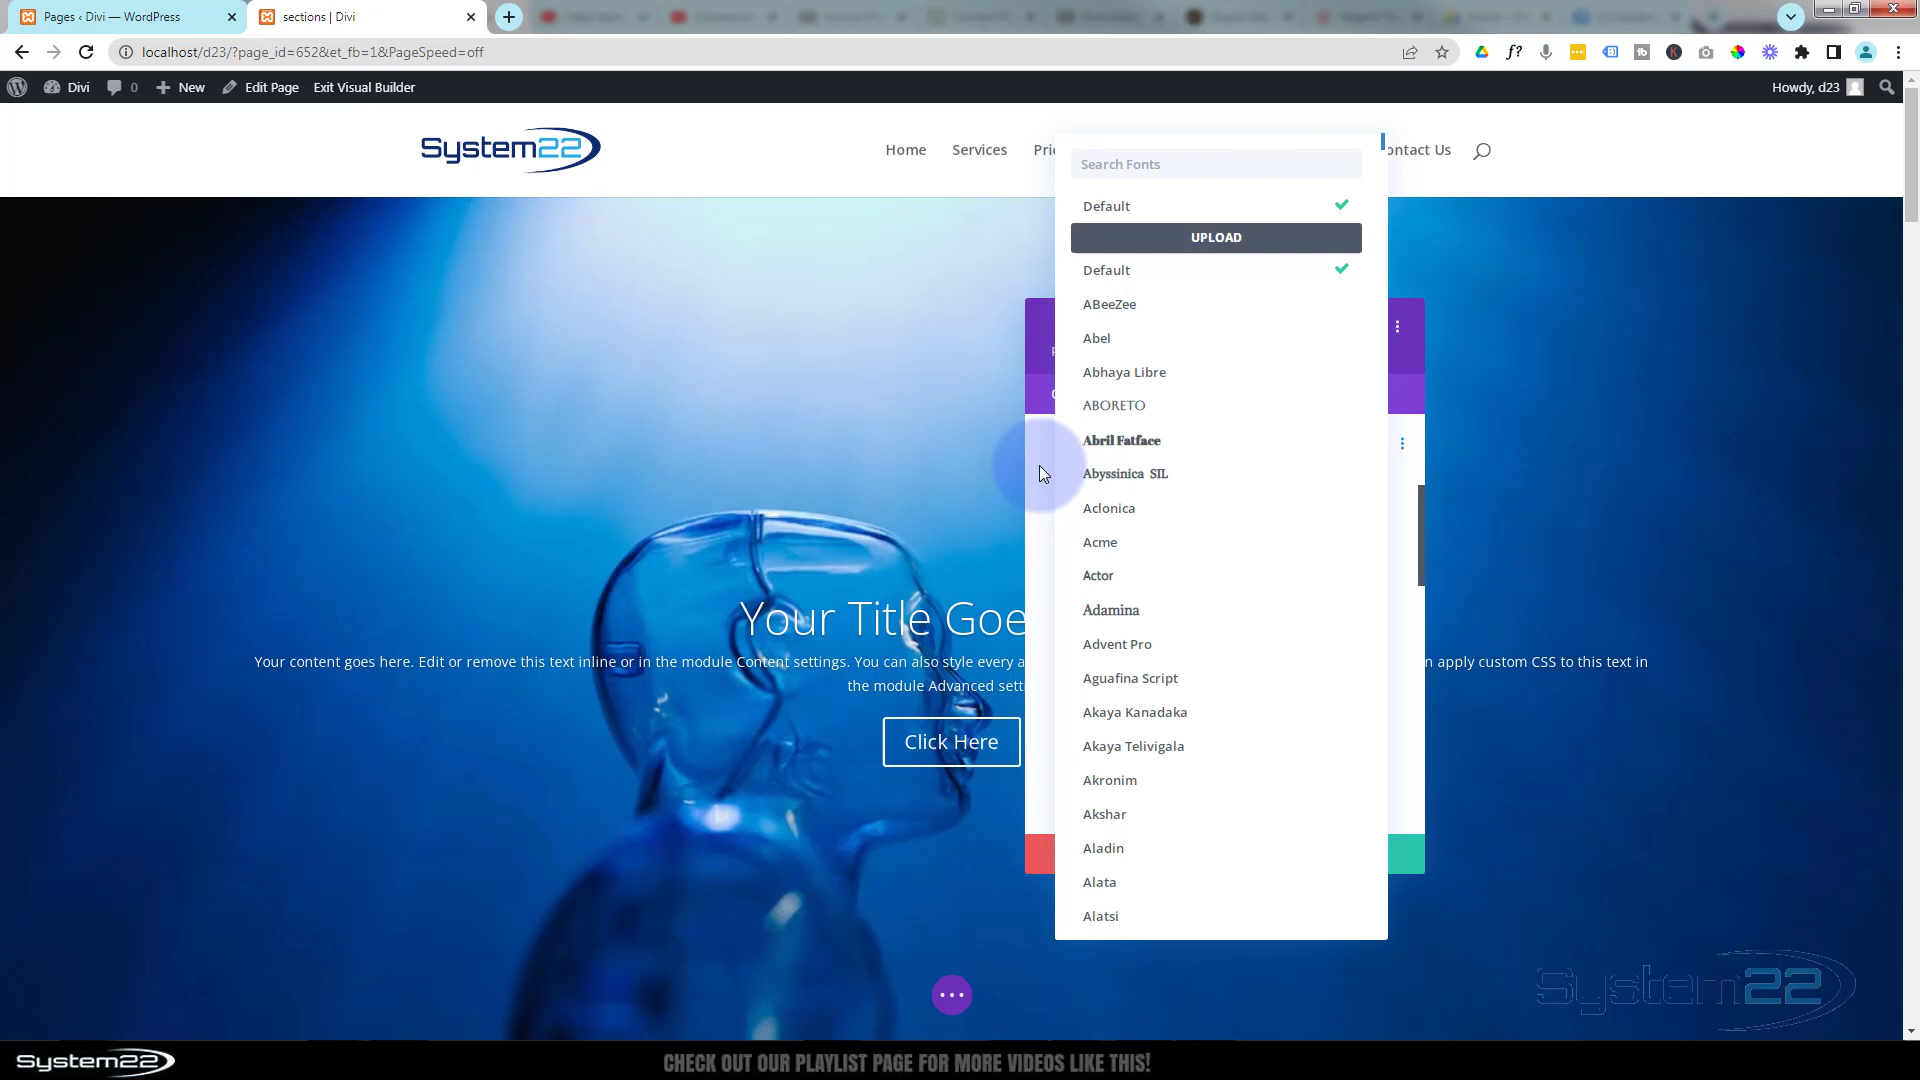 Pages ‹ Divi — WordPress
sections | Divi
localhost/d23/?page_id=652&et_fb=1&PageSpeed=off
Divi
0
New
Edit Page
Exit Visual Builder
Howdy, d23
System22
Home
Services
ontact Us
Search Fonts
Default
UPLOAD
Default
ABeeZee
Abel
Abhaya Libre
ABORETO
Abril Fatface
Abyssinica SIL
Aclonica
Acme
Actor
Adamina
Advent Pro
Aguafina Script
Akaya Kanadaka
Akaya Telivigala
Akronim
Akshar
Aladin
Alata
Alatsi
Your Title Goe
Your content goes here. Edit or remove this text inline or in the module Content settings. You can also style every a
n apply custom CSS to this text in
the module Advanced sett
Click Here
System22
System22
CHECK OUT OUR PLAYLIST PAGE FOR MORE VIDEOS LIKE THIS!